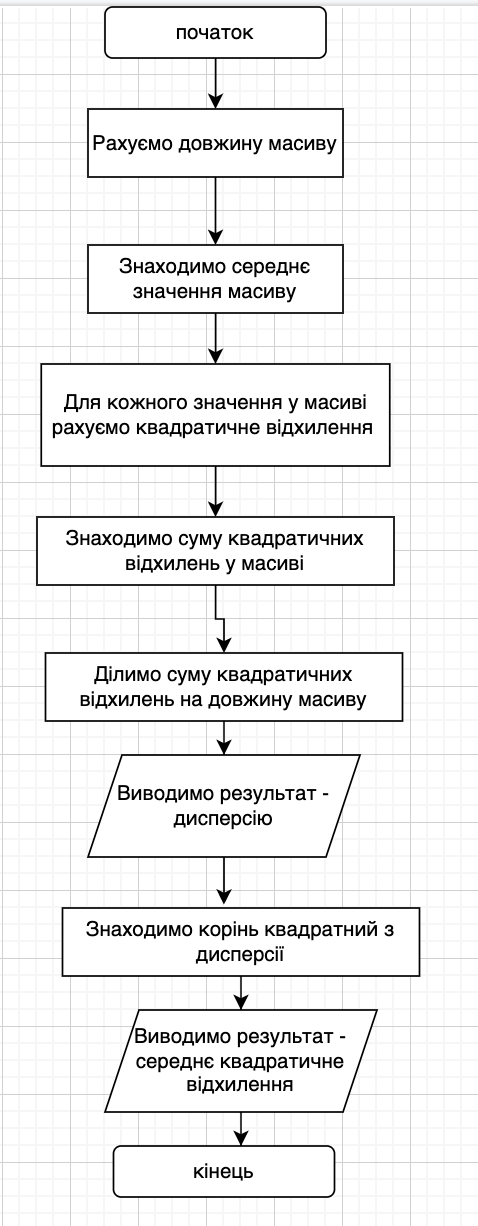 початок
Рахуємо довжину масиву
Знаходимо середнє
значення масиву
Для кожного значення у масиві
рахуємо квадратичне відхилення
Знаходимо суму квадратичних
відхилень у масиві
Ділимо суму квадратичних
відхилень на довжину масиву
Виводимо результат -
дисперсію
Знаходимо корінь квадратний з
дисперсії
Виводимо результат -
середнє квадратичне
відхилення
кінець